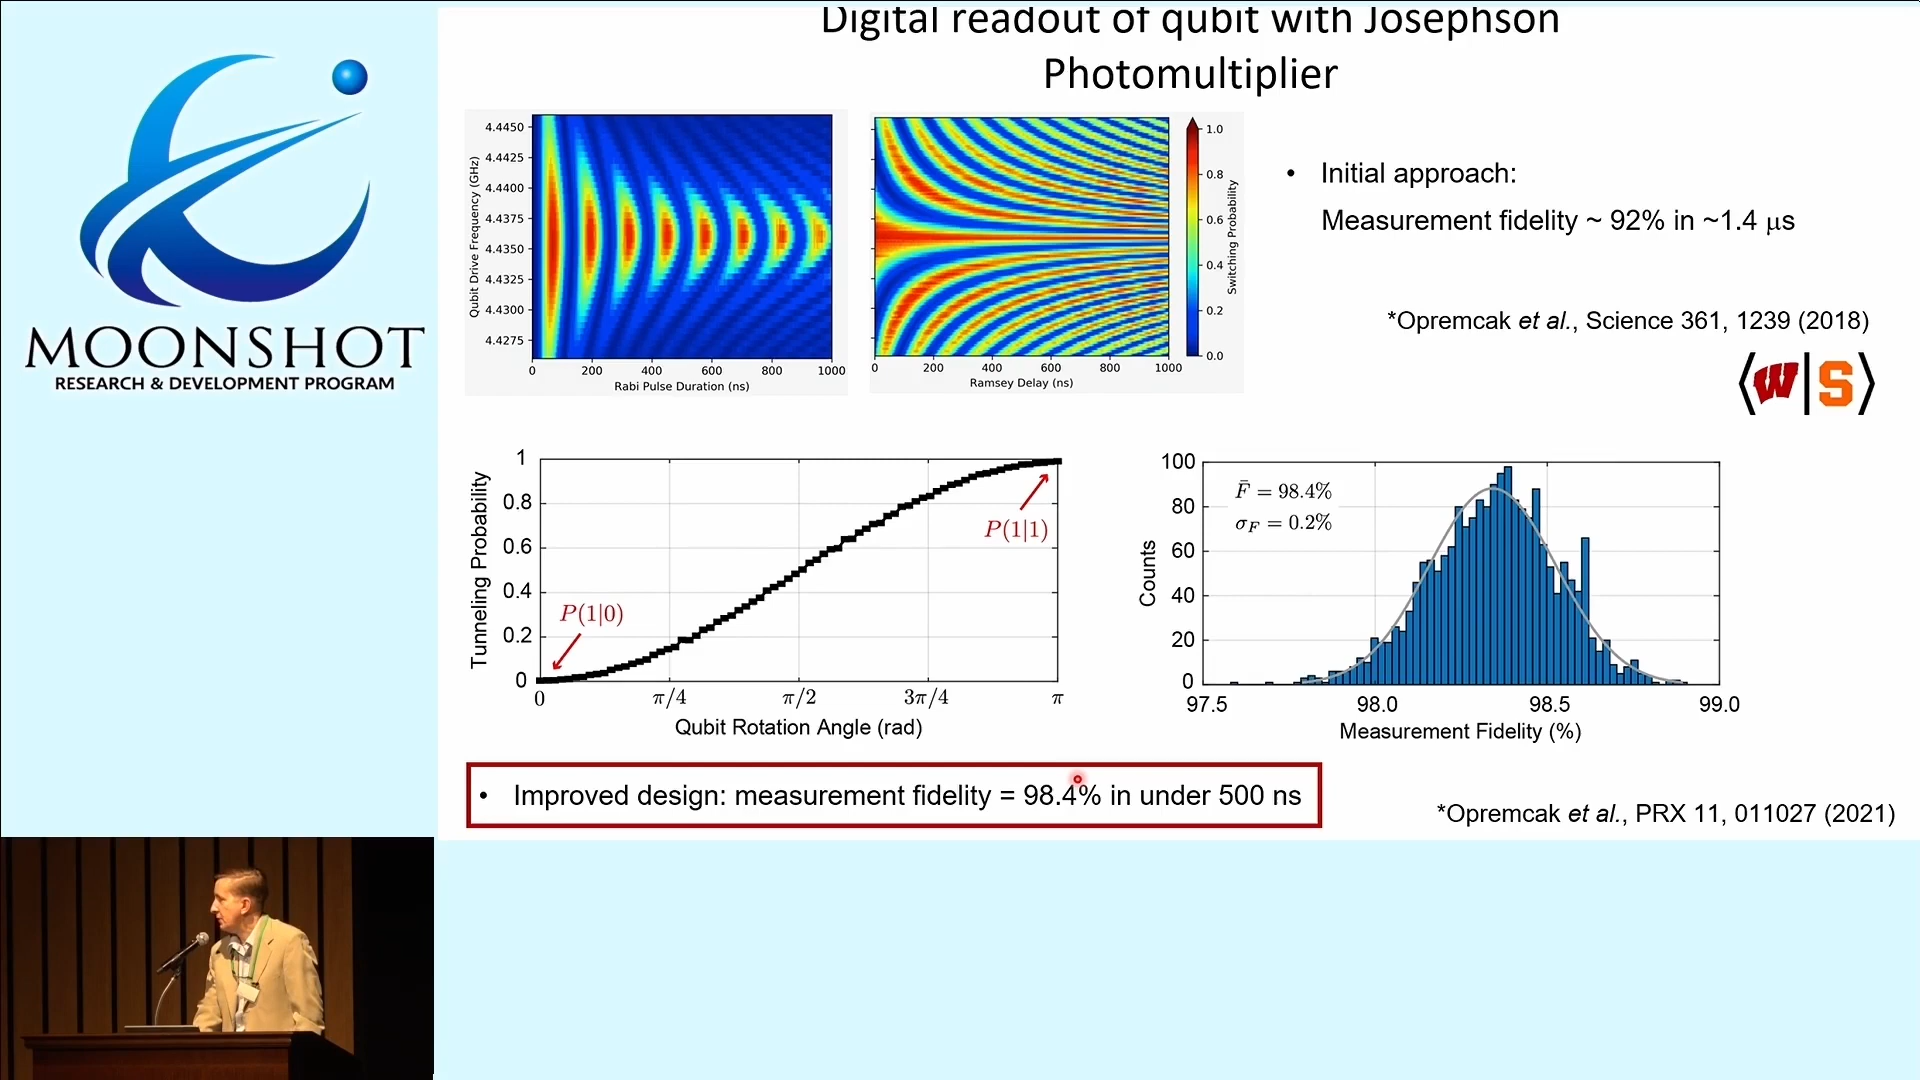 MOONSHOT
RESEARCH & DEVELOPMENT PROGRAM
Digital readout of qubit with Josephson
Photomultiplier
Qubit Drive Frequency (GHz)
4.4450
4.4425
4.4400
4.4375
4.4350
4.4325
4.4300
4.4275
0 200 400 600 800 1000
Rabi Pulse Duration (ns)
0 200 400 600 800 1000
Ramsey Delay (ns)
1.0
0.8
0.6
0.4
0.2
0.0
Switching Probability
• Initial approach:
Measurement fidelity ~ 92% in ~1.4 μs
*Opremcak et al., Science 361, 1239 (2018)
⟨W|S⟩
Tunneling Probability
1
0.8
0.6
0.4
0.2
0
P(1|0)
P(1|1)
0 π/4 π/2 3π/4 π
Qubit Rotation Angle (rad)
Counts
100
80
60
40
20
0
F̄ = 98.4%
σ_F = 0.2%
97.5 98.0 98.5 99.0
Measurement Fidelity (%)
• Improved design: measurement fidelity = 98.4% in under 500 ns
*Opremcak et al., PRX 11, 011027 (2021)